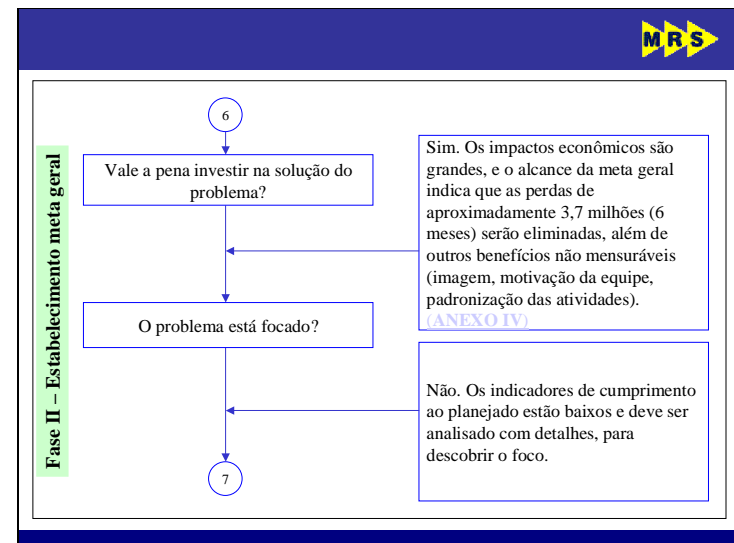 MRS
Fase II – Estabelecimento meta geral
6
Vale a pena investir na solução do
problema?
Sim. Os impactos econômicos são
grandes, e o alcance da meta geral
indica que as perdas de
aproximadamente 3,7 milhões (6
meses) serão eliminadas, além de
outros benefícios não mensuráveis
(imagem, motivação da equipe,
padronização das atividades).
(ANEXO IV)
O problema está focado?
Não. Os indicadores de cumprimento
ao planejado estão baixos e deve ser
analisado com detalhes, para
descobrir o foco.
7